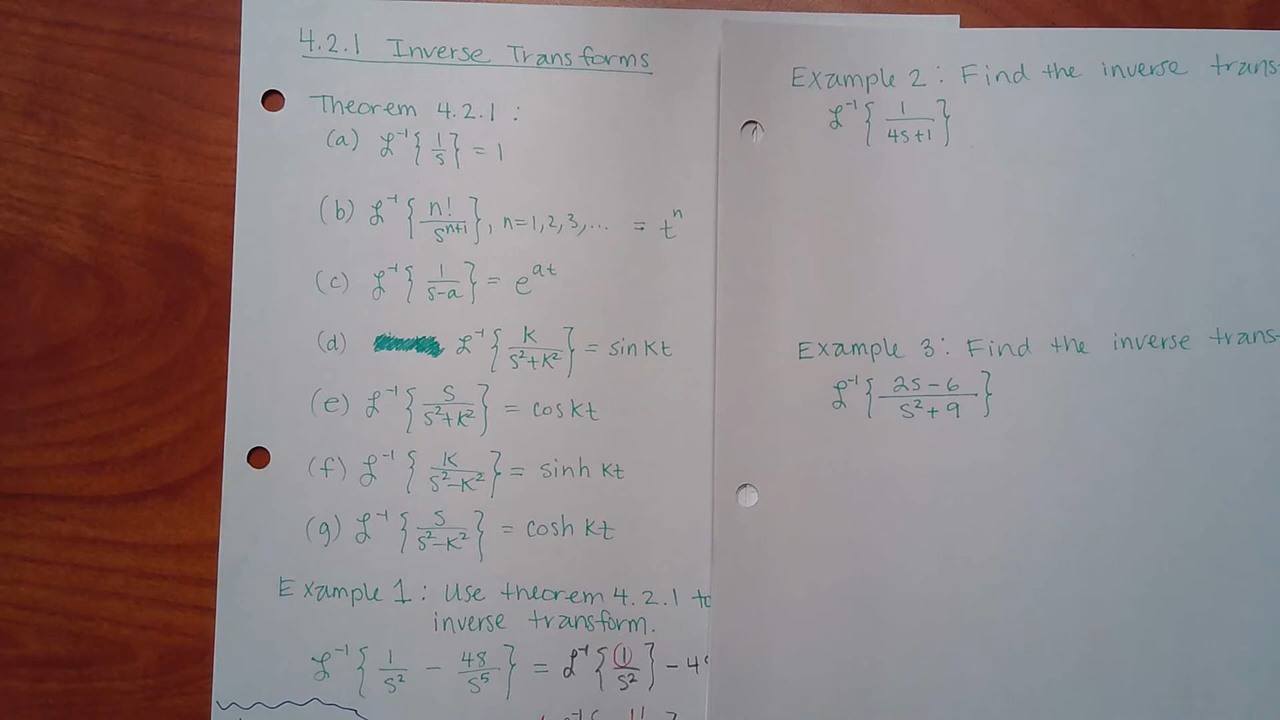 4.2.1 Inverse Transforms
Theorem 4.2.1 :
(a) ℒ⁻¹{1/s} = 1
(b) ℒ⁻¹{n!/sⁿ⁺¹}, n=1,2,3,... = tⁿ
(c) ℒ⁻¹{1/(s-a)} = e^(at)
(d) ℒ⁻¹{k/(s²+k²)} = sin kt
(e) ℒ⁻¹{s/(s²+k²)} = cos kt
(f) ℒ⁻¹{k/(s²-k²)} = sinh kt
(g) ℒ⁻¹{s/(s²-k²)} = cosh kt
Example 1 : Use theorem 4.2.1 to
inverse transform.
ℒ⁻¹{1/s² - 48/s⁵} = ℒ⁻¹{1/s²} - 4
Example 2 : Find the inverse trans
ℒ⁻¹{1/(4s+1)}
Example 3 : Find the inverse trans
ℒ⁻¹{(2s-6)/(s²+9)}